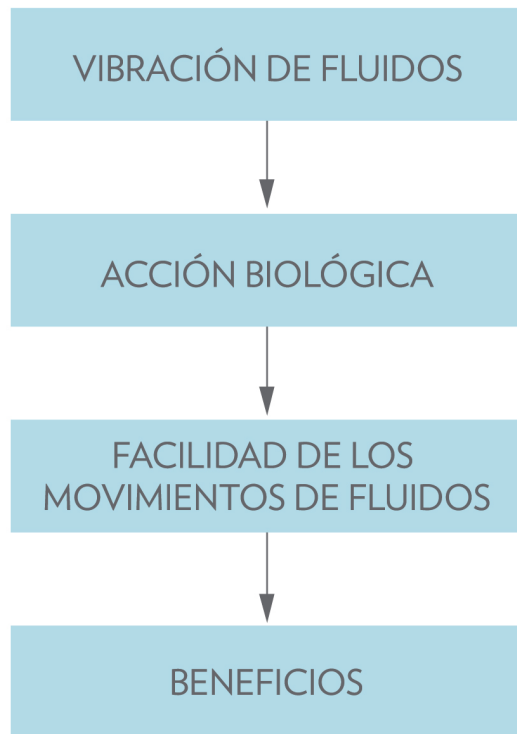 VIBRACIÓN DE FLUIDOS
ACCIÓN BIOLÓGICA
FACILIDAD DE LOS
MOVIMIENTOS DE FLUIDOS
BENEFICIOS